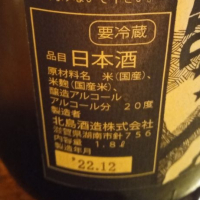 要冷蔵
品目 日本酒
原材料名 米(国産)、
米麹(国産米)、
醸造アルコール
アルコール分 20度
製造者
北島酒造株式会社
滋賀県湖南市針756
内容量 1.8ℓ
製造年月
'22.12